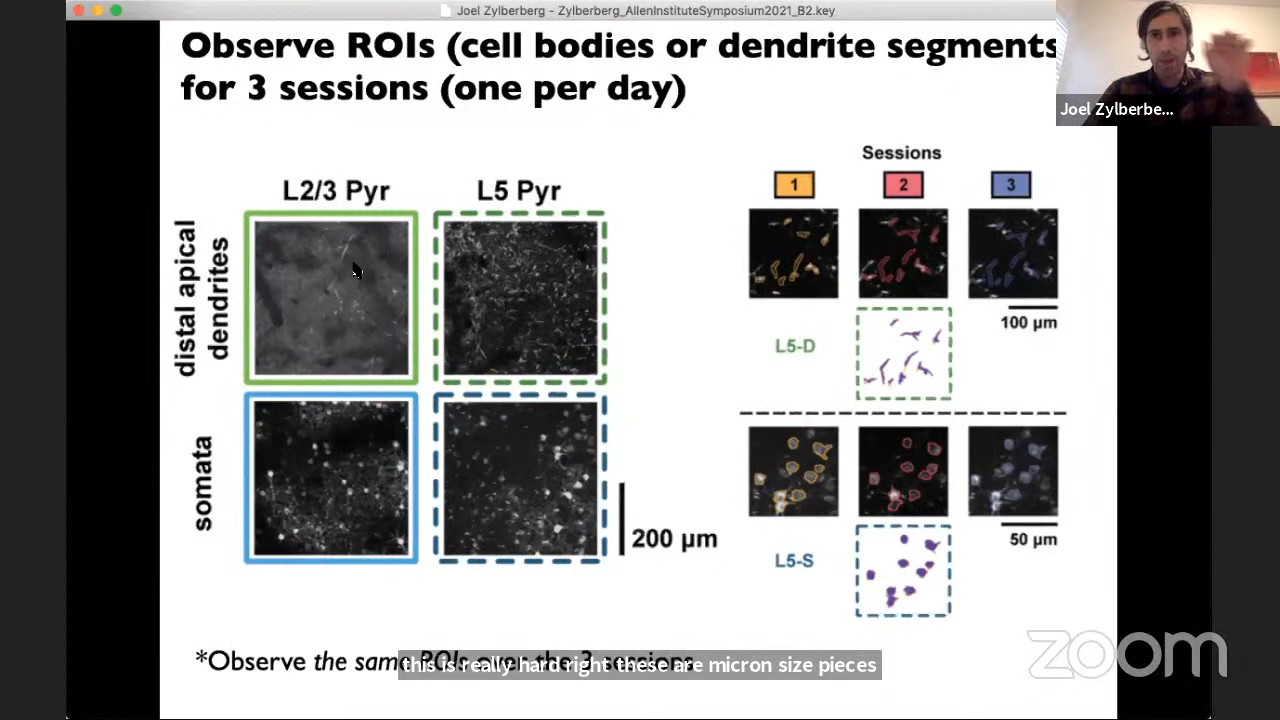 Joel Zylberberg - Zylberberg_AllenInstituteSymposium2021_B2.key
Observe ROIs (cell bodies or dendrite segments
for 3 sessions (one per day)
Joel Zylberbe...
L2/3 Pyr
L5 Pyr
distal apical
dendrites
somata
200 µm
Sessions
1
2
3
100 µm
L5-D
50 µm
L5-S
*Observe the same ROIs over the 3 sessions
this is really hard right these are micron size pieces
zoom